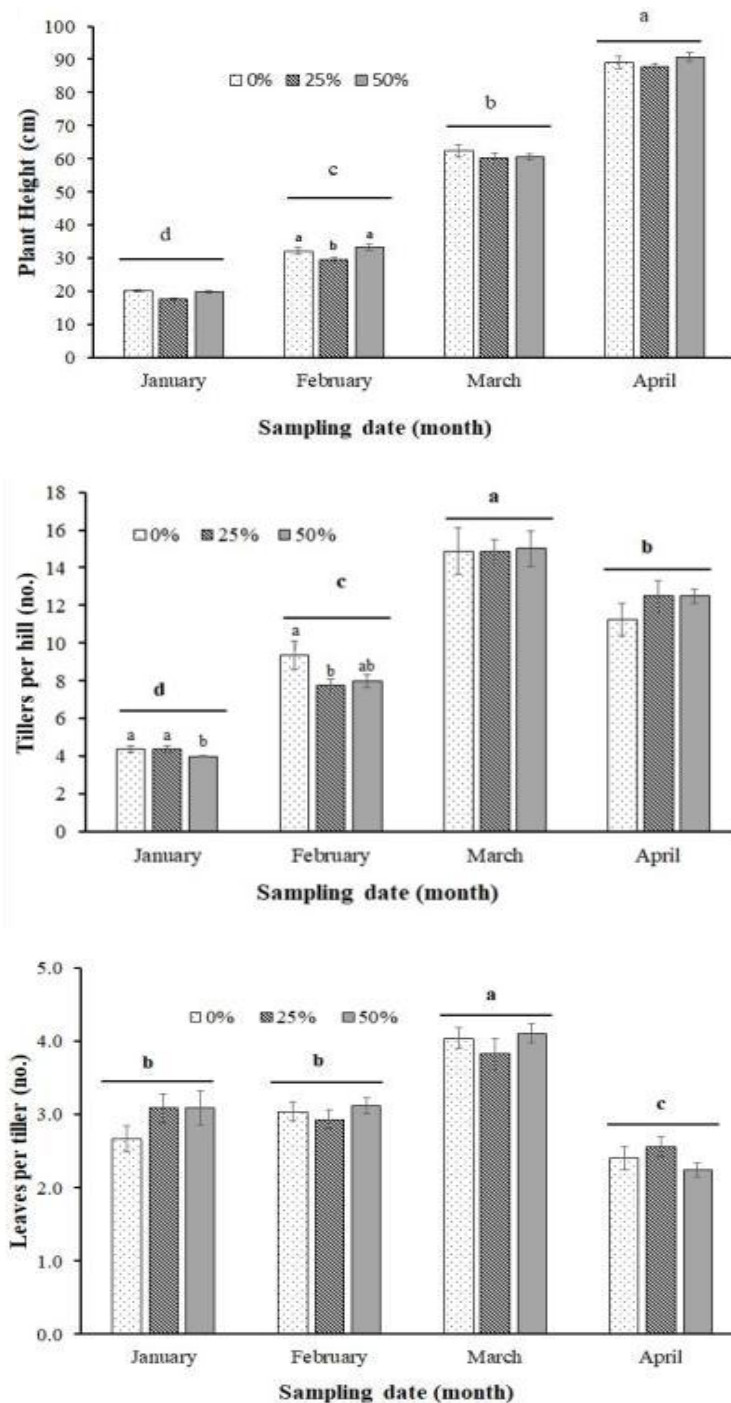 100
90
80
70
60
50
40
30
20
10
0
Plant Height (cm)
0% 25% 50%
d
c
a b a
b
a
January February March April
Sampling date (month)
18
16
14
12
10
8
6
4
2
0
Tillers per hill (no.)
0% 25% 50%
d
a a b
c
a b ab
a
b
January February March April
Sampling date (month)
5.0
4.0
3.0
2.0
1.0
0.0
Leaves per tiller (no.)
0% 25% 50%
b
b
a
c
January February March April
Sampling date (month)